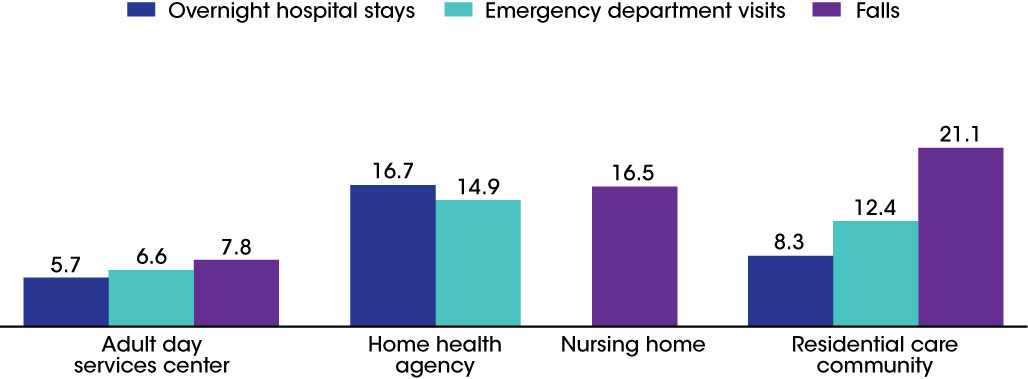 Overnight hospital stays Emergency department visits Falls
5.7 6.6 7.8
16.7 14.9
16.5
8.3 12.4 21.1
Adult day
services center
Home health
agency
Nursing home
Residential care
community